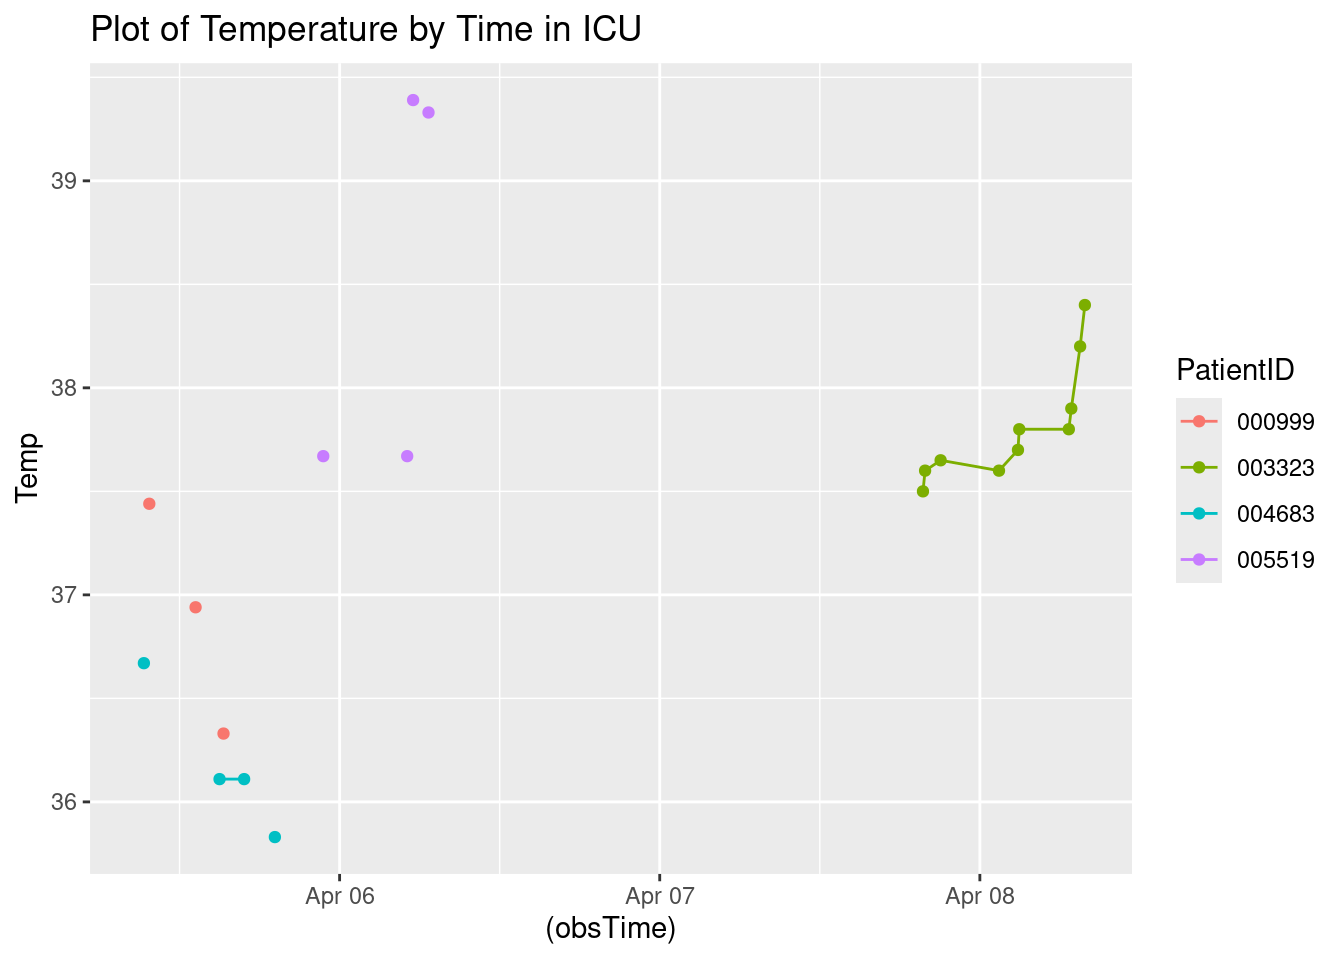 Plot of Temperature by Time in ICU
39
38
37
36
Temp
Apr 06
Apr 07
Apr 08
(obsTime)
PatientID
000999
003323
004683
005519